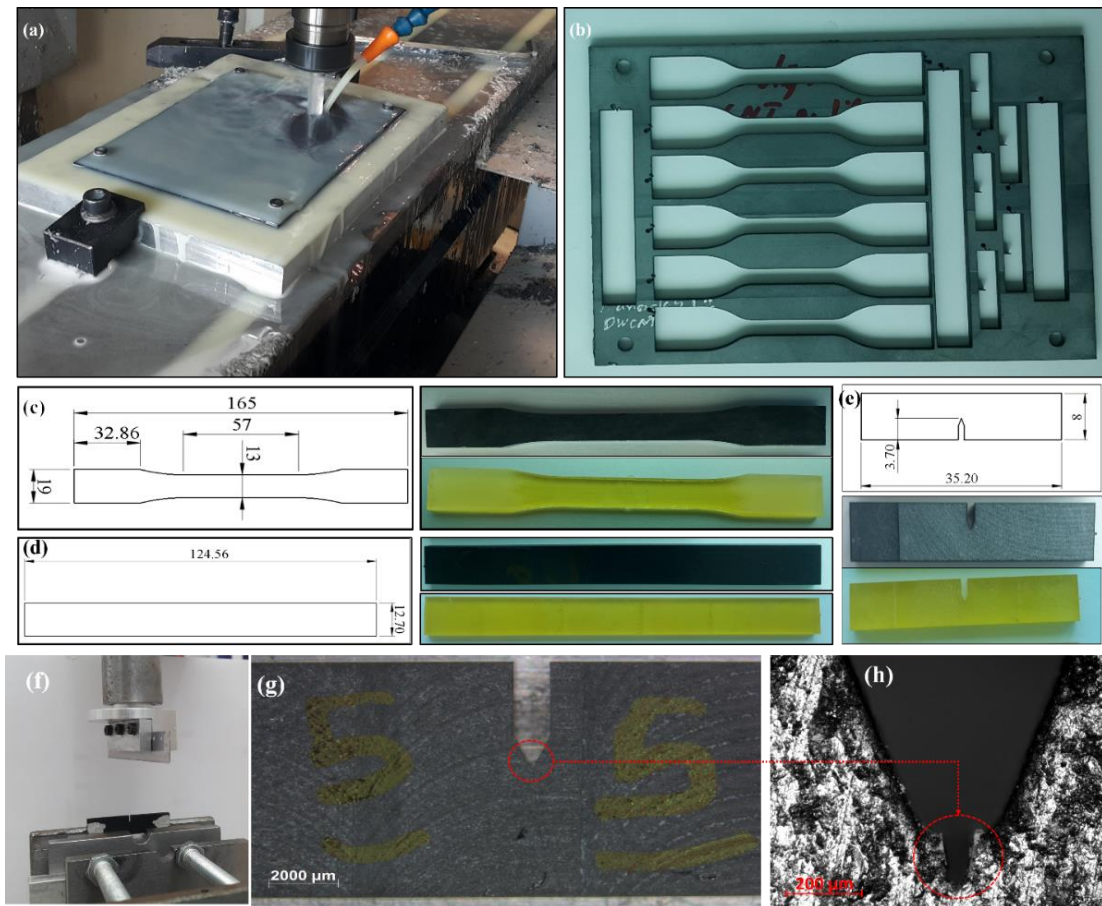 (a)
(b)
DWCNT
(c)
165
32.86
57
13
19
(d)
124.56
12.70
(e)
3.70
8
35.20
(f)
(g)
5
5
2000 μm
(h)
200 μm